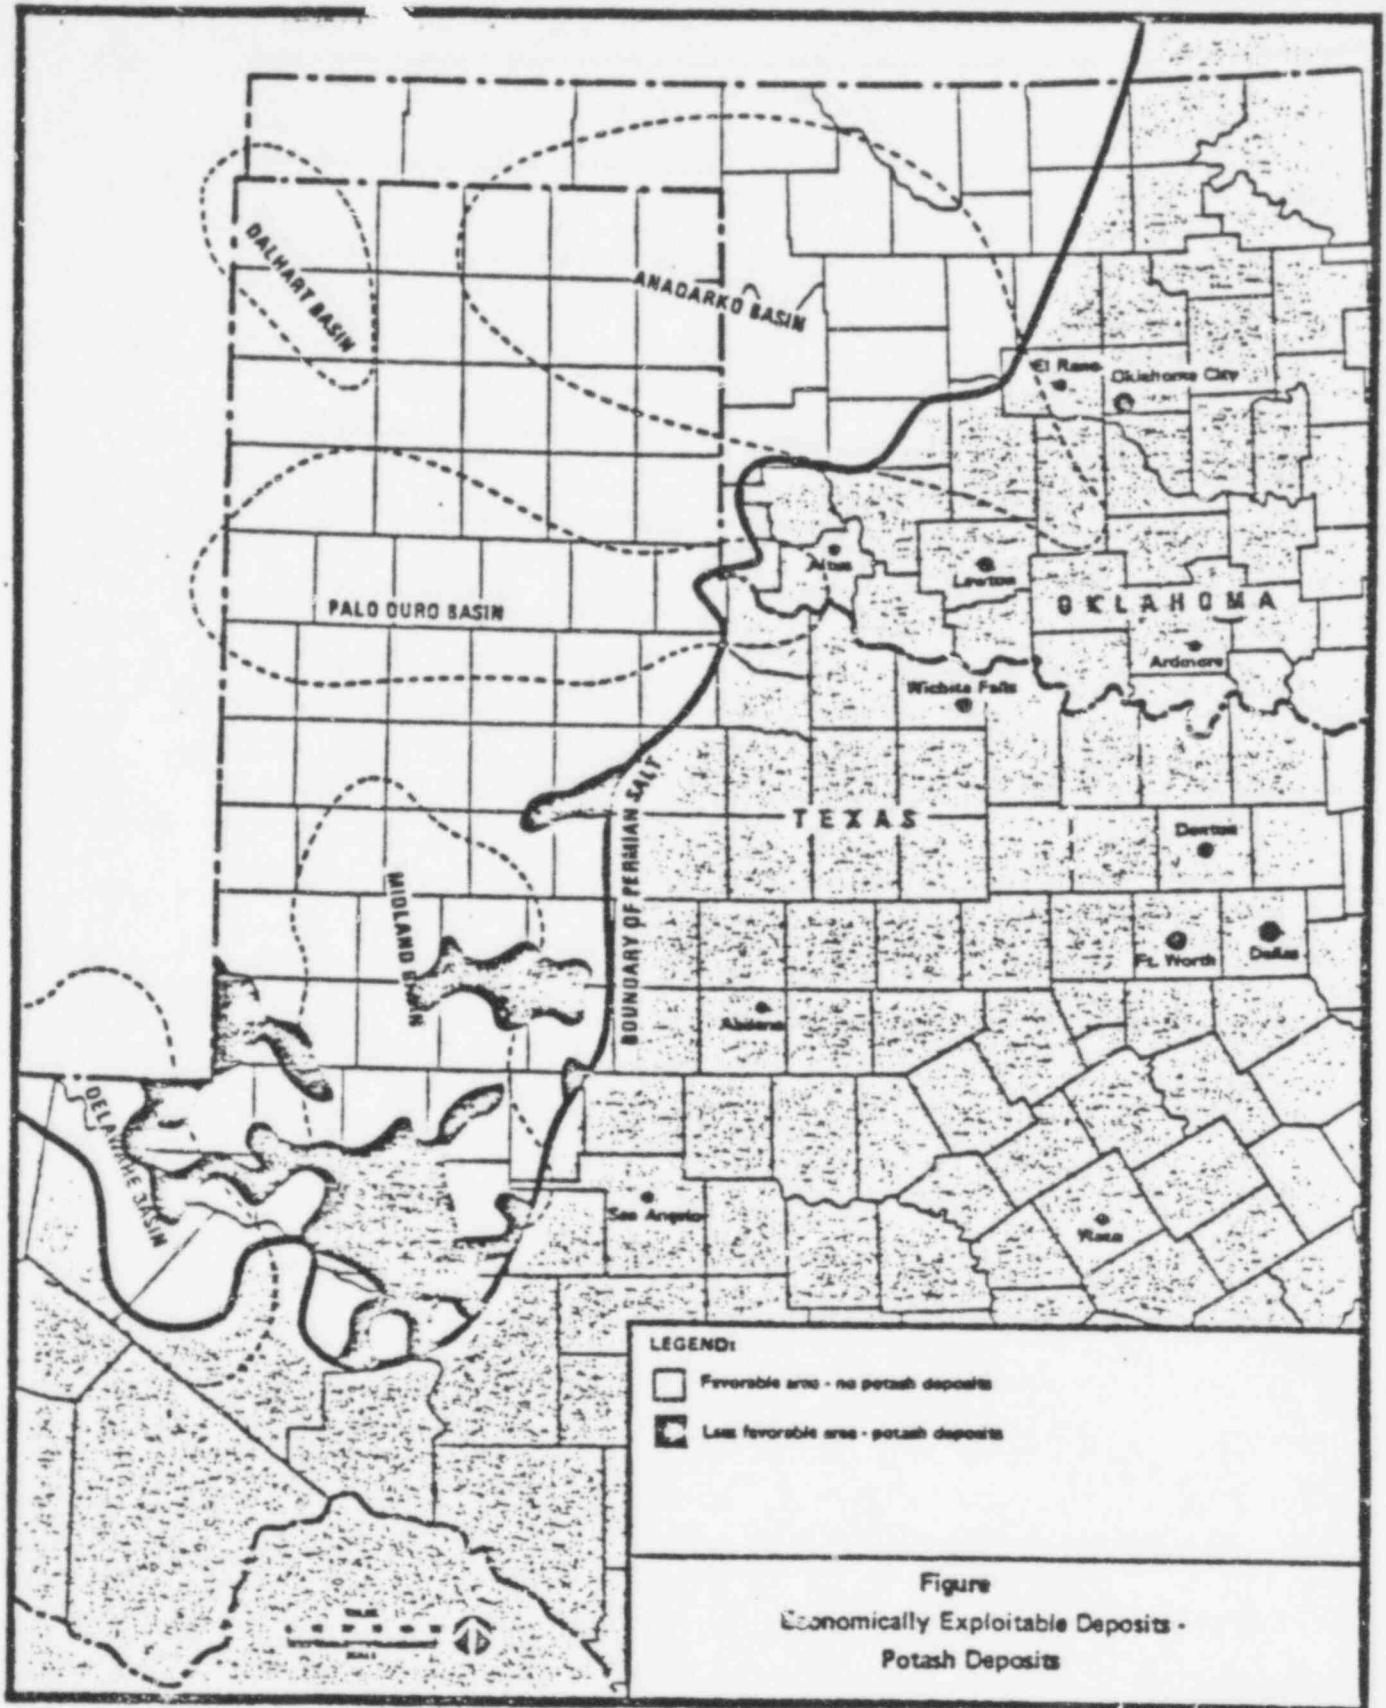 DALHART BASIN
ANADARKO BASIN
El Reno
Oklahoma City
Altus
Lawton
OKLAHOMA
PALO DURO BASIN
Ardmore
Wichita Falls
BOUNDARY OF PERMIAN SALT
TEXAS
Denton
MIDLAND BASIN
Ft. Worth
Dallas
Abilene
DELAWARE BASIN
San Angelo
Waco
LEGEND:
Favorable area - no potash deposits
Less favorable area - potash deposits
Figure
Economically Exploitable Deposits -
Potash Deposits